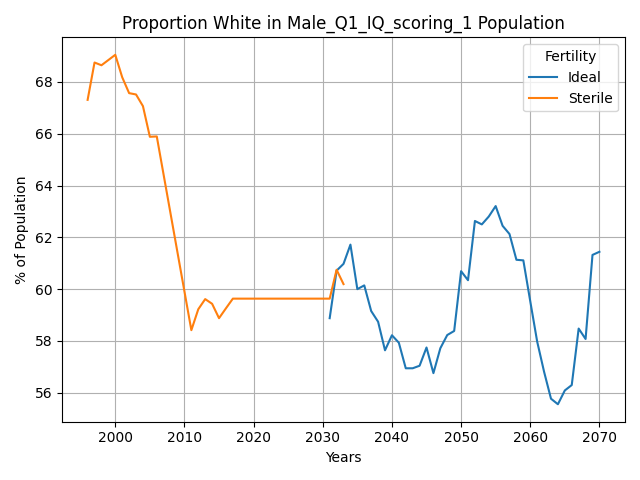 Proportion White in Male_Q1_IQ_scoring_1 Population
Fertility
Ideal
Sterile
% of Population
68
66
64
62
60
58
56
2000
2010
2020
2030
2040
2050
2060
2070
Years